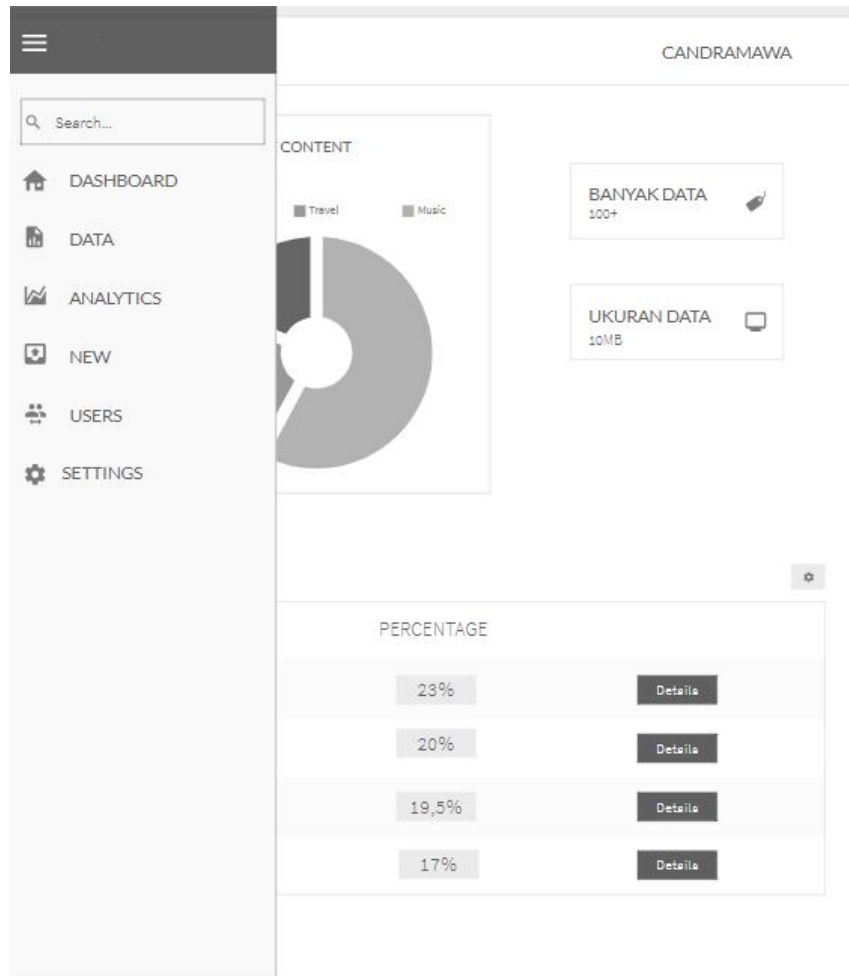 CANDRAMAWA
Search...
DASHBOARD
DATA
ANALYTICS
NEW
USERS
SETTINGS
CONTENT
Travel
Music
BANYAK DATA
100+
UKURAN DATA
10MB
PERCENTAGE
23%
Details
20%
Details
19,5%
Details
17%
Details